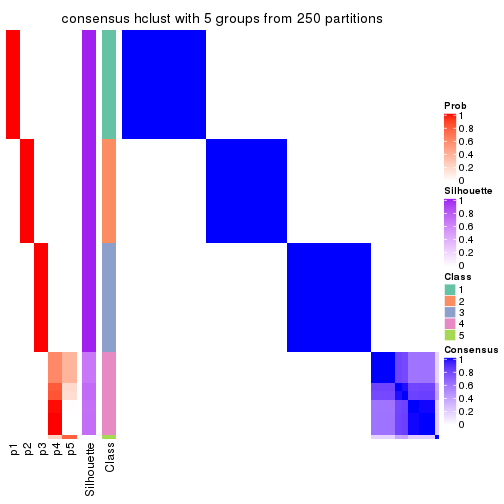 consensus hclust with 5 groups from 250 partitions
Prob
1
0.8
0.6
0.4
0.2
0
Silhouette
1
0.8
0.6
0.4
0.2
0
Class
1
2
3
4
5
Consensus
1
0.8
0.6
0.4
0.2
0
p1
p2
p3
p4
p5
Silhouette
Class